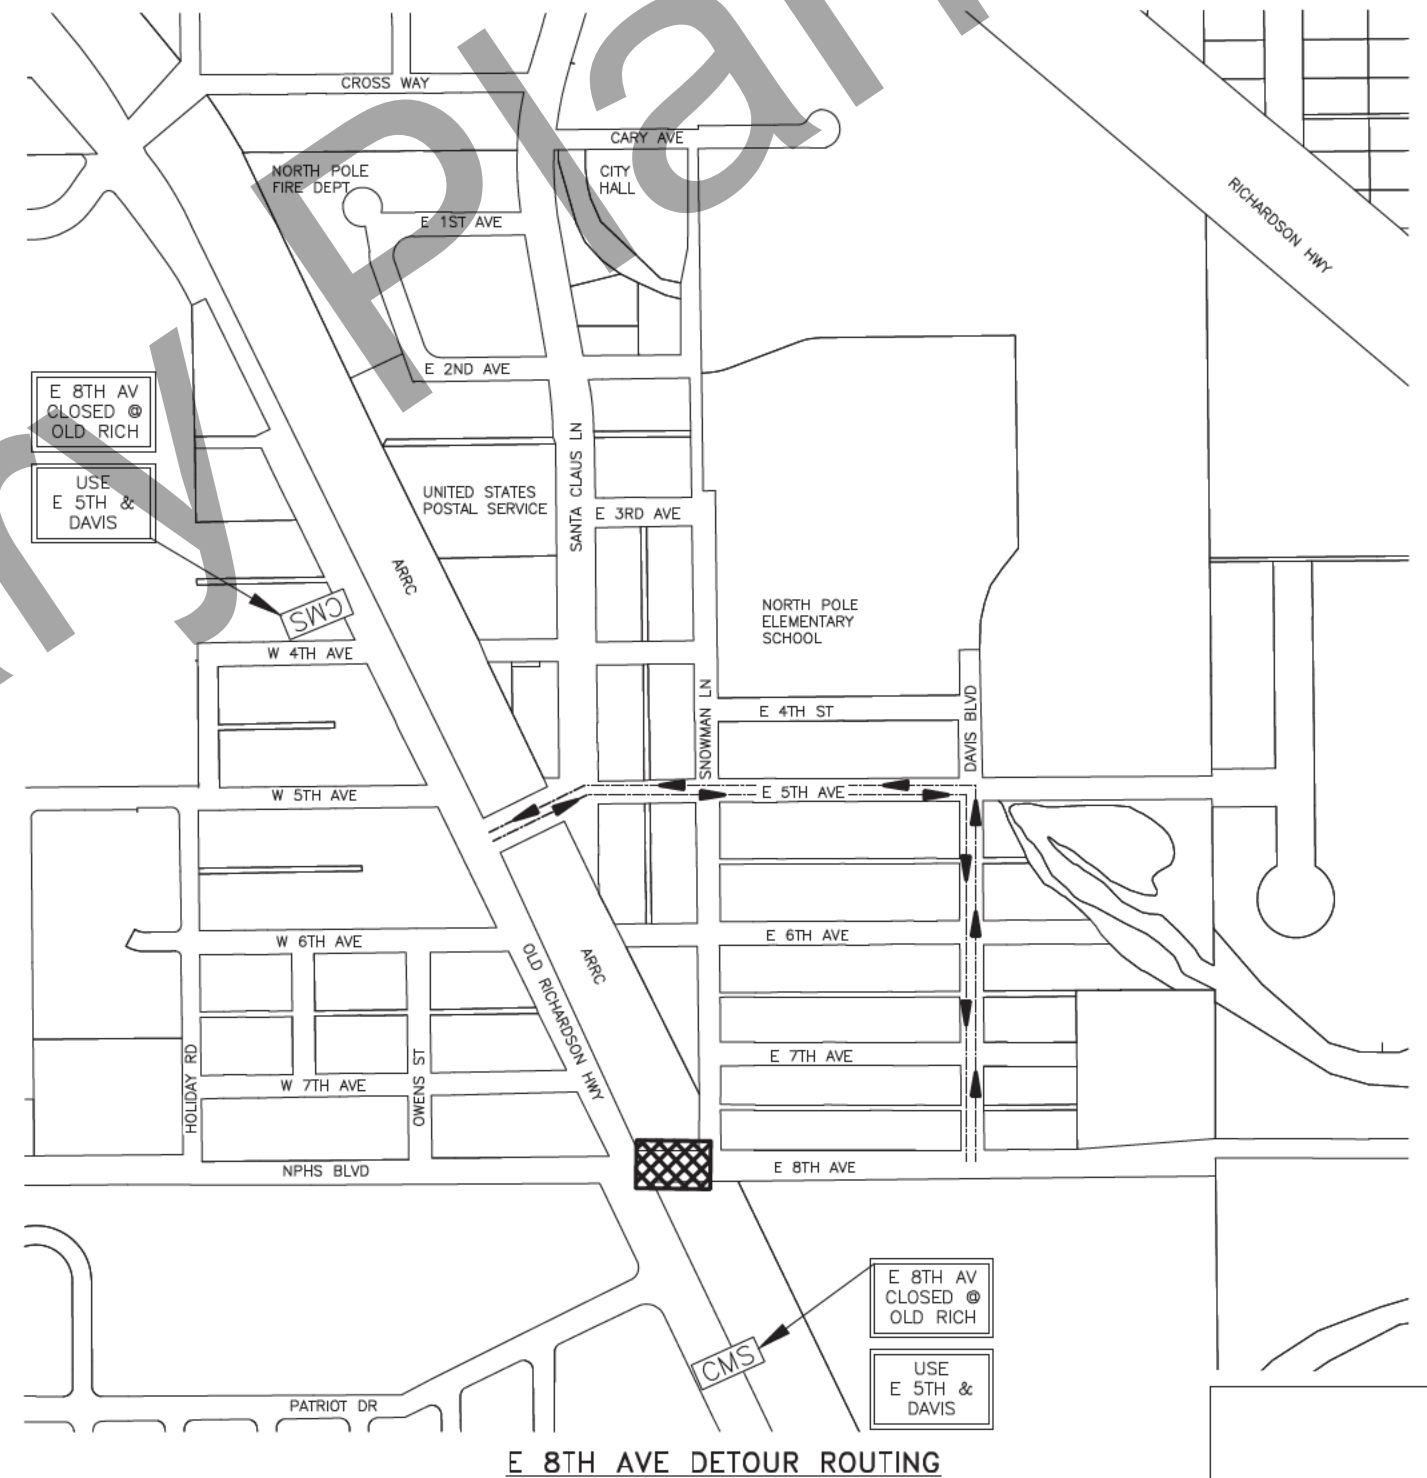 CROSS WAY
CARY AVE
NORTH POLE
FIRE DEPT
CITY
HALL
E 1ST AVE
RICHARDSON HWY
E 2ND AVE
E 8TH AV
CLOSED @
OLD RICH
USE
E 5TH &
DAVIS
SANTA CLAUS LN
UNITED STATES
POSTAL SERVICE
E 3RD AVE
ARRC
CMS
NORTH POLE
ELEMENTARY
SCHOOL
W 4TH AVE
SNOWMAN LN
E 4TH ST
DAVIS BLVD
W 5TH AVE
E 5TH AVE
W 6TH AVE
E 6TH AVE
OLD RICHARDSON HWY
ARRC
HOLIDAY RD
OWENS ST
W 7TH AVE
E 7TH AVE
NPHS BLVD
E 8TH AVE
E 8TH AV
CLOSED @
OLD RICH
USE
E 5TH &
DAVIS
CMS
PATRIOT DR
E 8TH AVE DETOUR ROUTING